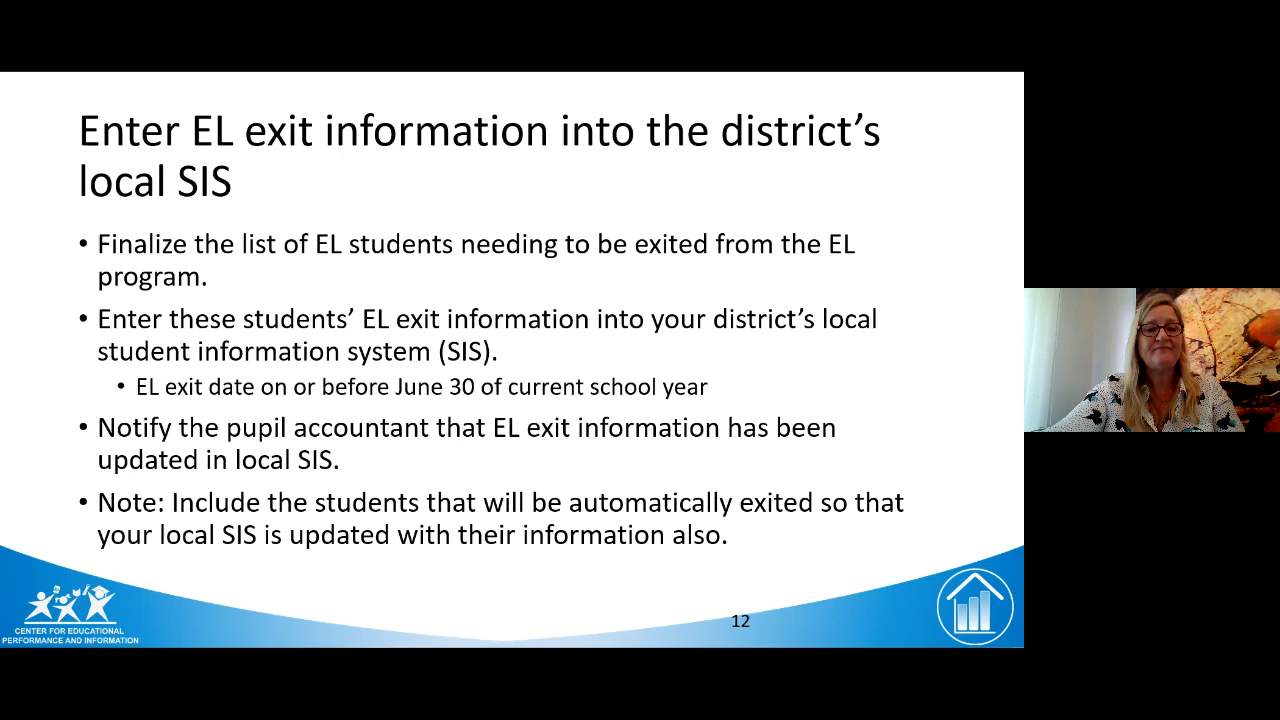 Enter EL exit information into the district’s
local SIS
• Finalize the list of EL students needing to be exited from the EL
program.
• Enter these students’ EL exit information into your district’s local
student information system (SIS).
• EL exit date on or before June 30 of current school year
• Notify the pupil accountant that EL exit information has been
updated in local SIS.
• Note: Include the students that will be automatically exited so that
your local SIS is updated with their information also.
CENTER FOR EDUCATIONAL
PERFORMANCE AND INFORMATION
12